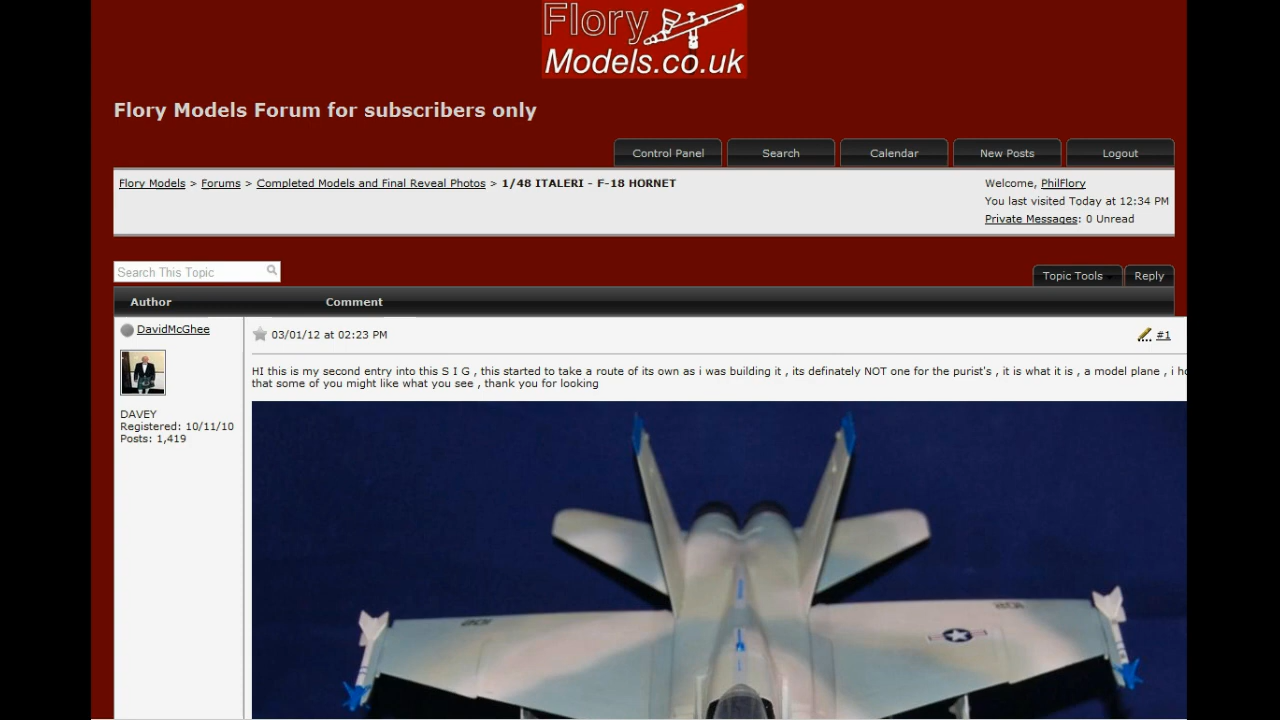 Flory
Models.co.uk
Flory Models Forum for subscribers only
Control Panel
Search
Calendar
New Posts
Logout
Flory Models > Forums > Completed Models and Final Reveal Photos > 1/48 ITALERI - F-18 HORNET
Welcome, PhilFlory
You last visited Today at 12:34 PM
Private Messages: 0 Unread
Search This Topic
Topic Tools
Reply
Author
Comment
DavidMcGhee
03/01/12 at 02:23 PM
#1
DAVEY
Registered: 10/11/10
Posts: 1,419
HI this is my second entry into this S I G , this started to take a route of its own as i was building it , its definately NOT one for the purist's , it is what it is , a model plane , i
that some of you might like what you see , thank you for looking